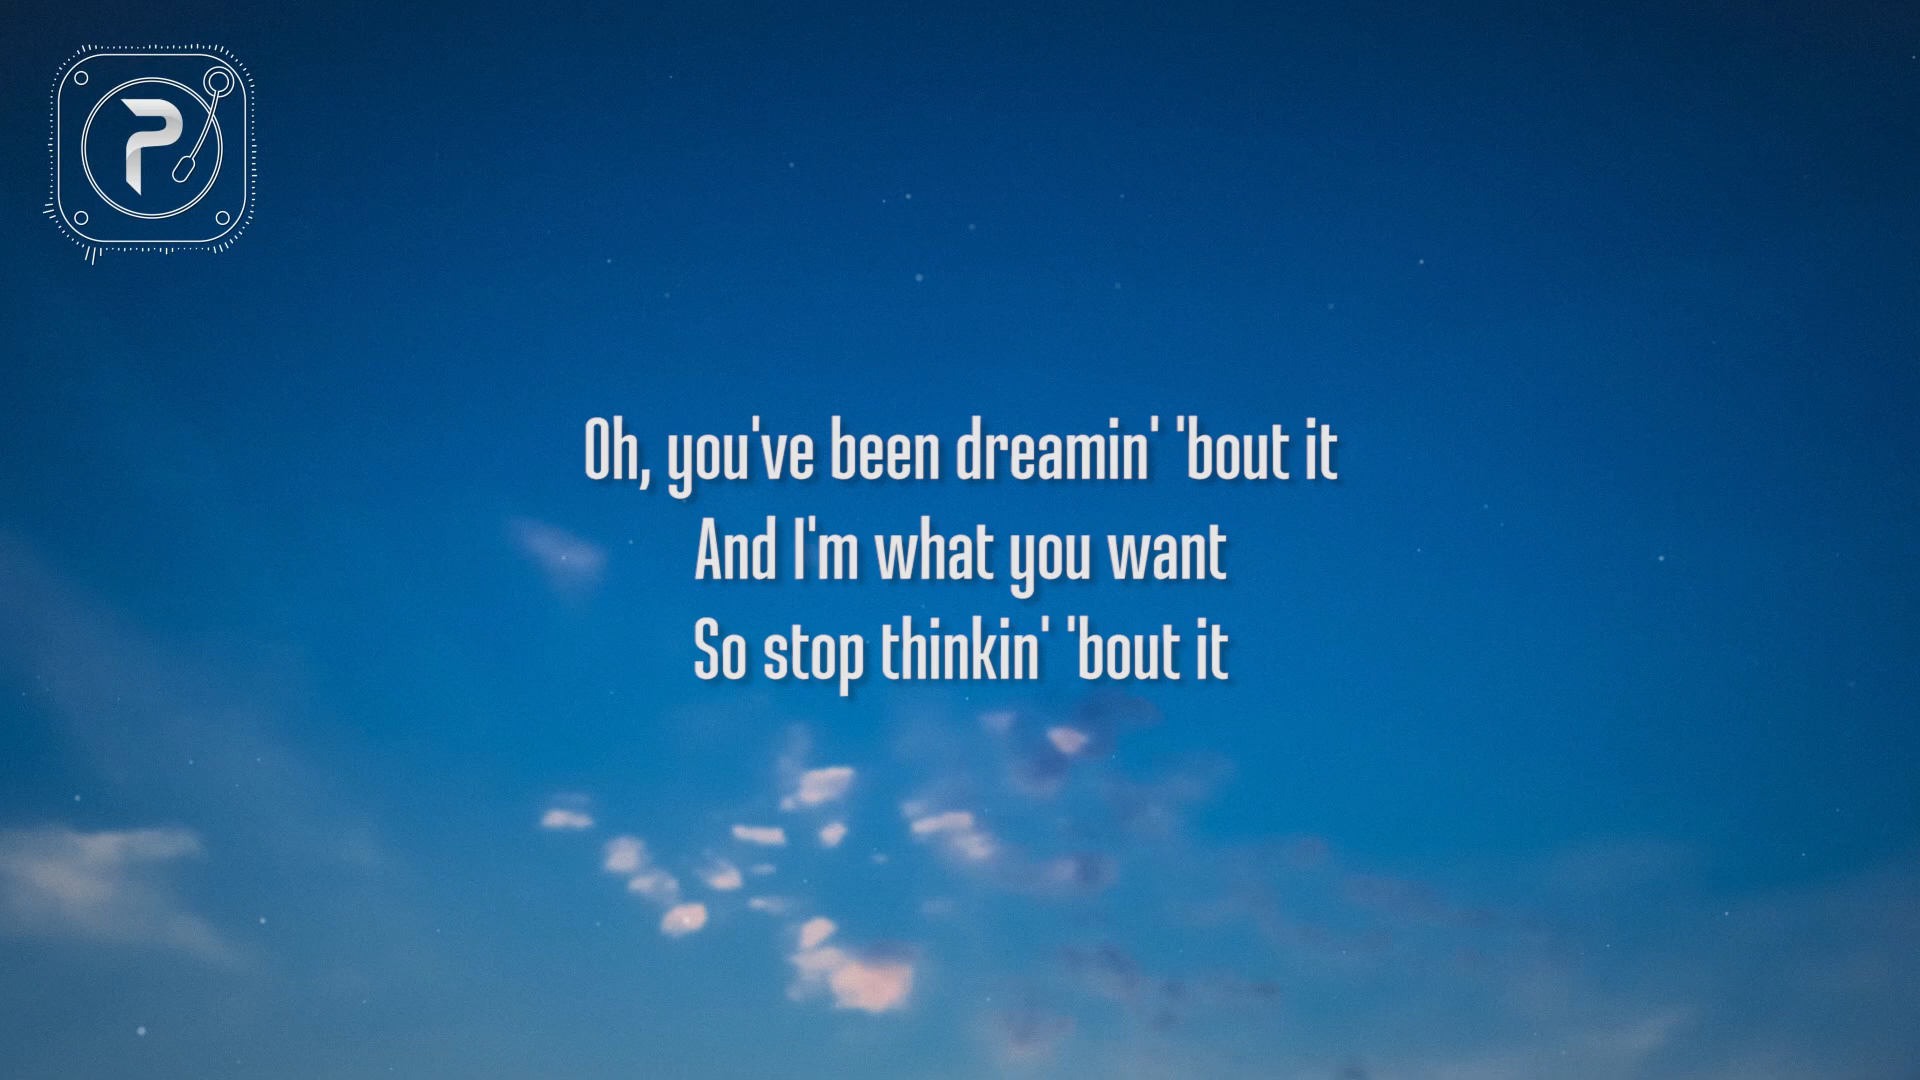 P
Oh, you've been dreamin' 'bout it
And I'm what you want
So stop thinkin' 'bout it